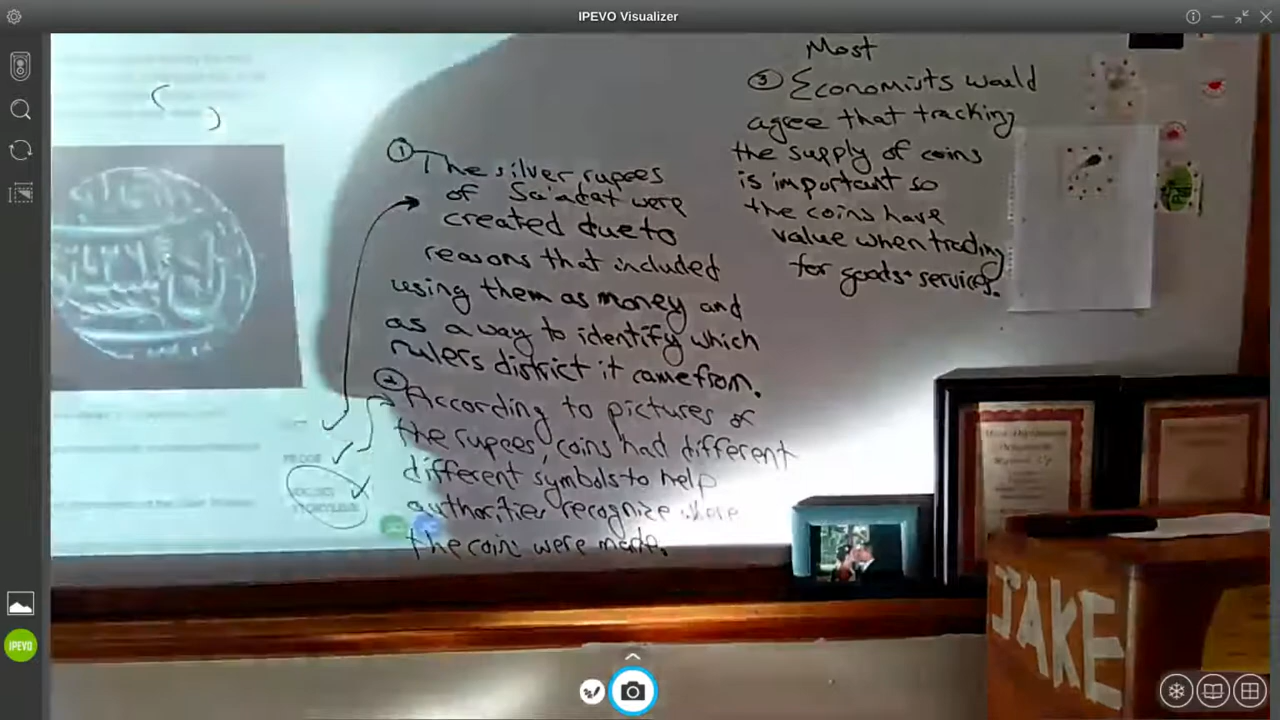 IPEVO Visualizer
① The silver rupees
of Sa'adat were
created due to
reasons that included
using them as money and
as a way to identify which
rulers district it came from.
② According to pictures of
the rupees, coins had different
different symbols to help
authorities recognize where
the coins were made.
Most
③ Economists would
agree that tracking
the supply of coins
is important so
the coins have
value when trading
for goods + services.
PROOF
JAKE
IPEVO